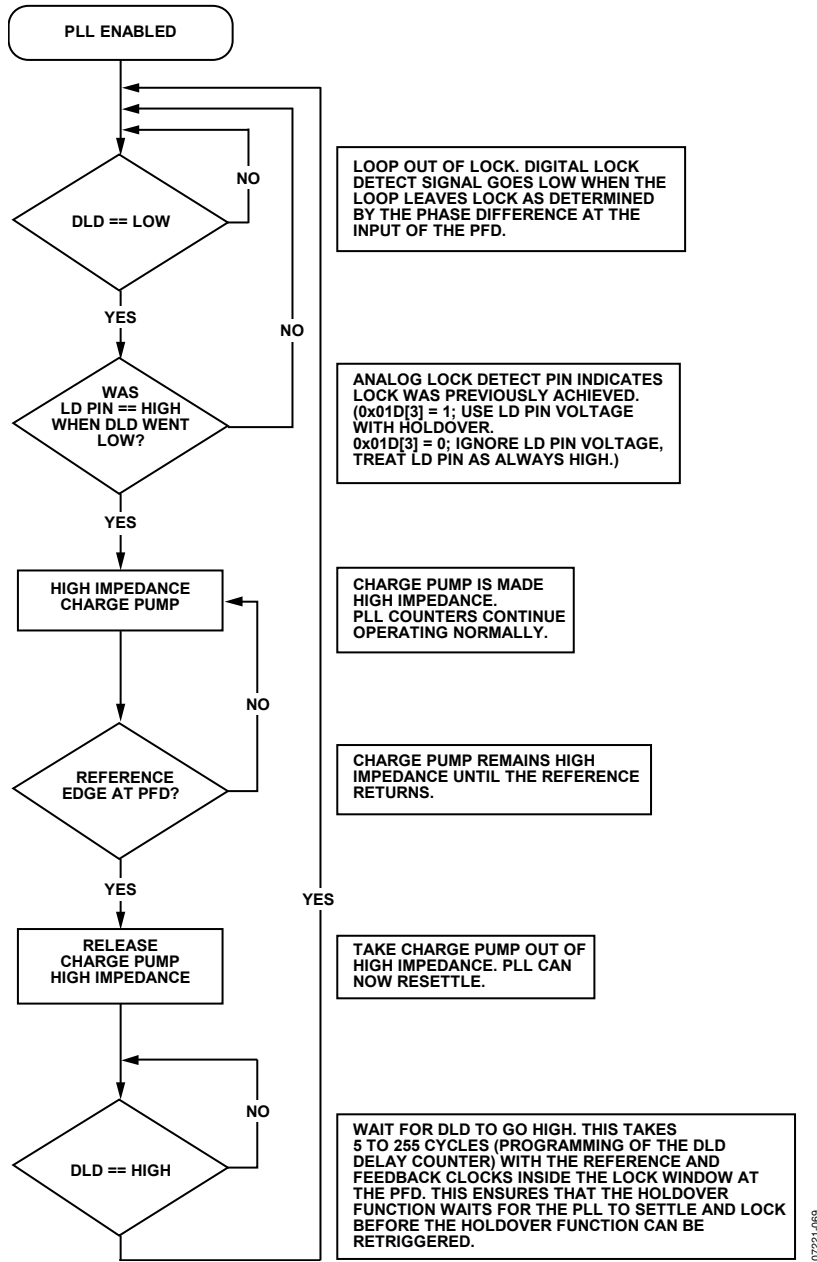 PLL ENABLED
NO
DLD == LOW
LOOP OUT OF LOCK. DIGITAL LOCK
DETECT SIGNAL GOES LOW WHEN THE
LOOP LEAVES LOCK AS DETERMINED
BY THE PHASE DIFFERENCE AT THE
INPUT OF THE PFD.
YES
NO
WAS
LD PIN == HIGH
WHEN DLD WENT
LOW?
ANALOG LOCK DETECT PIN INDICATES
LOCK WAS PREVIOUSLY ACHIEVED.
(0x01D[3] = 1; USE LD PIN VOLTAGE
WITH HOLDOVER.
0x01D[3] = 0; IGNORE LD PIN VOLTAGE,
TREAT LD PIN AS ALWAYS HIGH.)
YES
HIGH IMPEDANCE
CHARGE PUMP
CHARGE PUMP IS MADE
HIGH IMPEDANCE.
PLL COUNTERS CONTINUE
OPERATING NORMALLY.
NO
REFERENCE
EDGE AT PFD?
CHARGE PUMP REMAINS HIGH
IMPEDANCE UNTIL THE REFERENCE
RETURNS.
YES
YES
RELEASE
CHARGE PUMP
HIGH IMPEDANCE
TAKE CHARGE PUMP OUT OF
HIGH IMPEDANCE. PLL CAN
NOW RESETTLE.
NO
DLD == HIGH
WAIT FOR DLD TO GO HIGH. THIS TAKES
5 TO 255 CYCLES (PROGRAMMING OF THE DLD
DELAY COUNTER) WITH THE REFERENCE AND
FEEDBACK CLOCKS INSIDE THE LOCK WINDOW AT
THE PFD. THIS ENSURES THAT THE HOLDOVER
FUNCTION WAITS FOR THE PLL TO SETTLE AND LOCK
BEFORE THE HOLDOVER FUNCTION CAN BE
RETRIGGERED.
07221-069